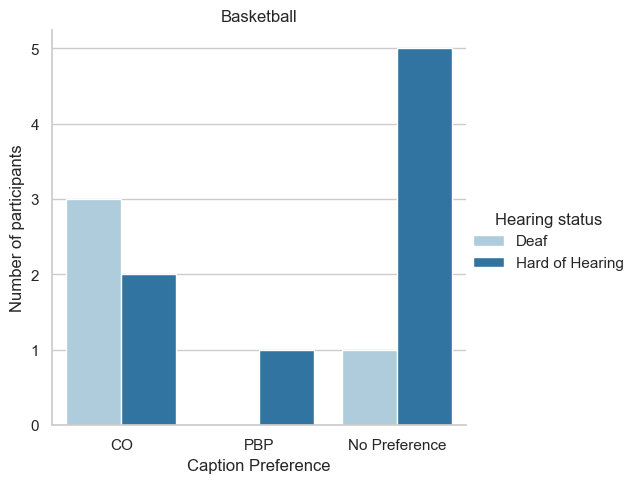 Basketball
Number of participants
5
4
3
2
1
0
CO
PBP
No Preference
Caption Preference
Hearing status
Deaf
Hard of Hearing